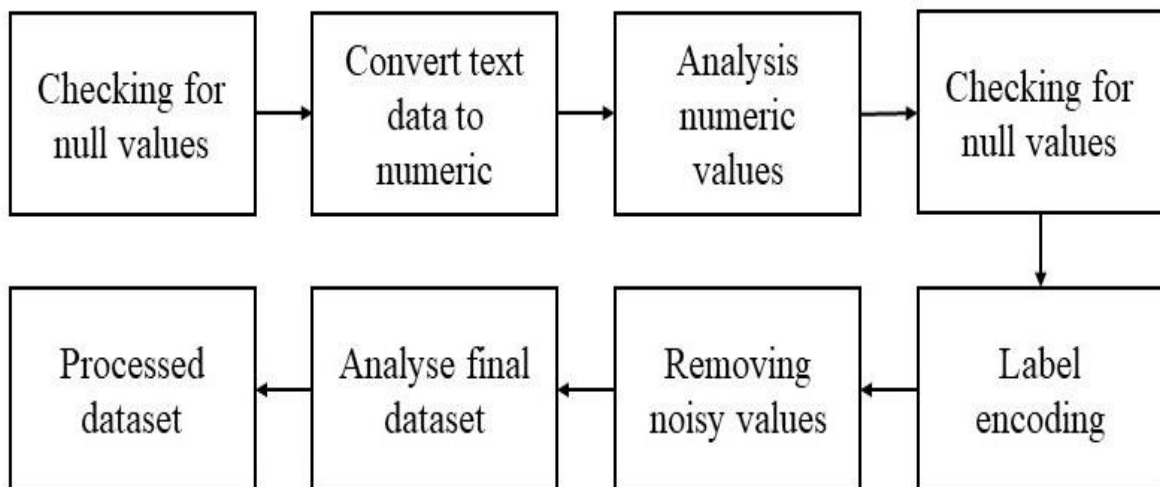 Checking for
null values
Convert text
data to
numeric
Analysis
numeric
values
Checking for
null values
Label
encoding
Removing
noisy values
Analyse final
dataset
Processed
dataset